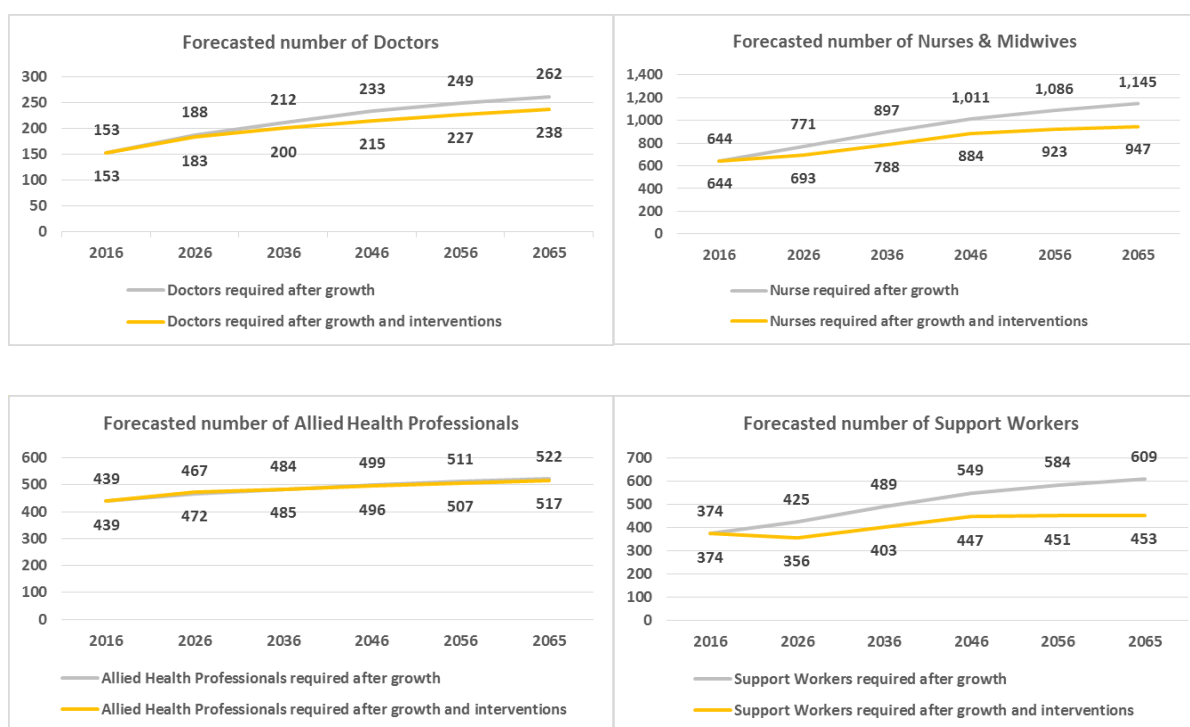 Forecasted number of Doctors
300
250
200
150
100
50
0
153 188 212 233 249 262
153 183 200 215 227 238
2016 2026 2036 2046 2056 2065
Doctors required after growth
Doctors required after growth and interventions
Forecasted number of Nurses & Midwives
1,400
1,200
1,000
800
600
400
200
0
644 771 897 1,011 1,086 1,145
644 693 788 884 923 947
2016 2026 2036 2046 2056 2065
Nurse required after growth
Nurses required after growth and interventions
Forecasted number of Allied Health Professionals
600
500
400
300
200
100
0
439 467 484 499 511 522
439 472 485 496 507 517
2016 2026 2036 2046 2056 2065
Allied Health Professionals required after growth
Allied Health Professionals required after growth and interventions
Forecasted number of Support Workers
700
600
500
400
300
200
100
0
374 425 489 549 584 609
374 356 403 447 451 453
2016 2026 2036 2046 2056 2065
Support Workers required after growth
Support Workers required after growth and interventions